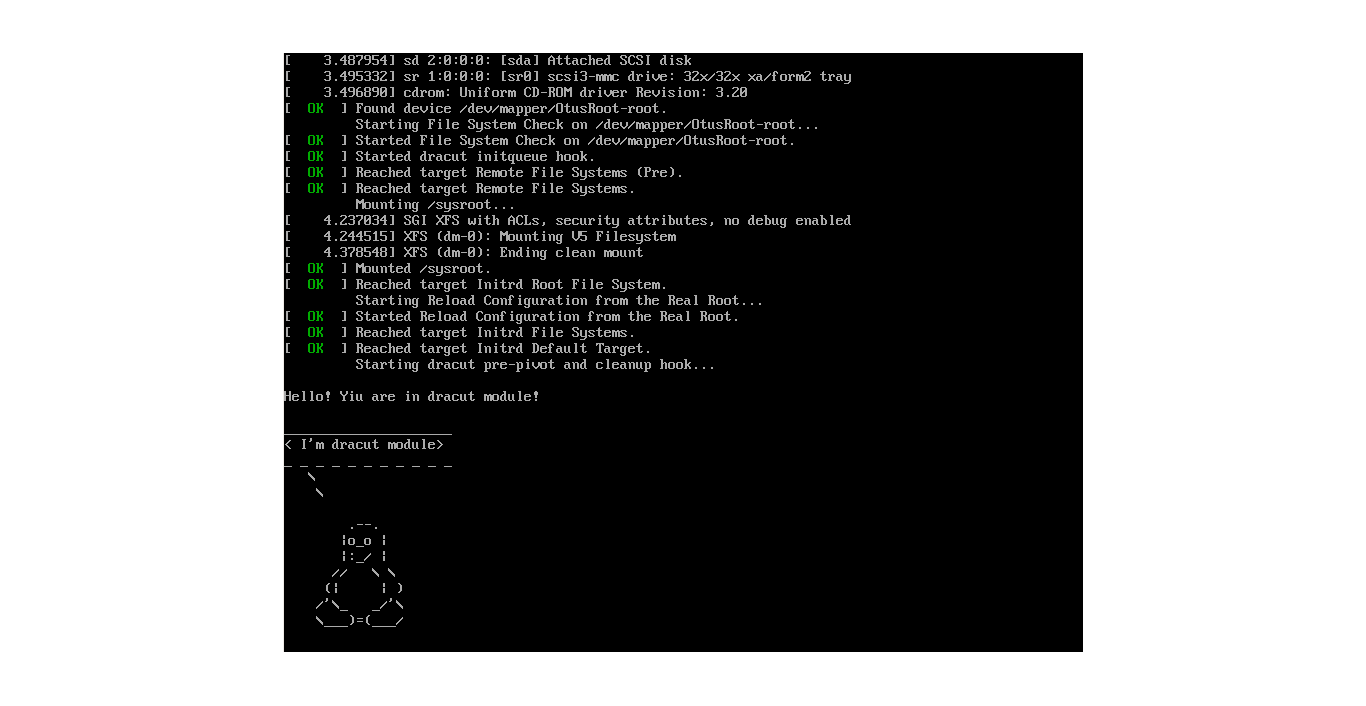 [    3.487954] sd 2:0:0:0: [sda] Attached SCSI disk
[    3.495332] sr 1:0:0:0: [sr0] scsi3-mmc drive: 32x/32x xa/form2 tray
[    3.496890] cdrom: Uniform CD-ROM driver Revision: 3.20
[  OK  ] Found device /dev/mapper/OtusRoot-root.
         Starting File System Check on /dev/mapper/OtusRoot-root...
[  OK  ] Started File System Check on /dev/mapper/OtusRoot-root.
[  OK  ] Started dracut initqueue hook.
[  OK  ] Reached target Remote File Systems (Pre).
[  OK  ] Reached target Remote File Systems.
         Mounting /sysroot...
[    4.237034] SGI XFS with ACLs, security attributes, no debug enabled
[    4.244515] XFS (dm-0): Mounting V5 Filesystem
[    4.378548] XFS (dm-0): Ending clean mount
[  OK  ] Mounted /sysroot.
[  OK  ] Reached target Initrd Root File System.
         Starting Reload Configuration from the Real Root...
[  OK  ] Started Reload Configuration from the Real Root.
[  OK  ] Reached target Initrd File Systems.
[  OK  ] Reached target Initrd Default Target.
         Starting dracut pre-pivot and cleanup hook...

Hello! Yiu are in dracut module!

_____________________
< I'm dracut module>
_ _ _ _ _ _ _ _ _ _ _
   \
    \

        .--.
       |o_o |
       |:_/ |
      //   \ \
     (|     | )
    /'\_   _/'\
    \___)=(___/